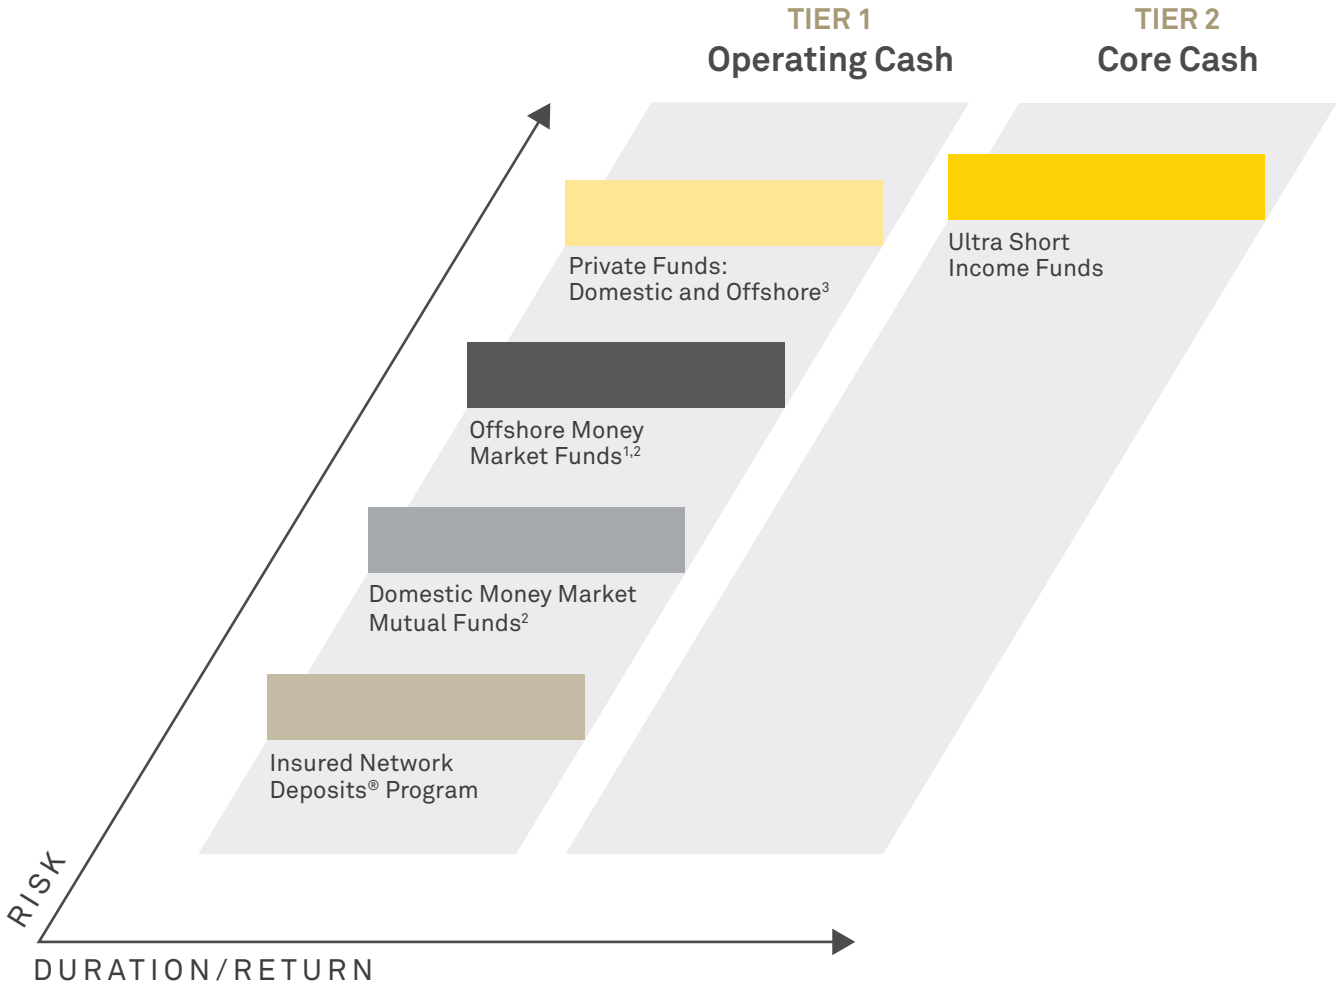 TIER 1
Operating Cash
TIER 2
Core Cash
Private Funds:
Domestic and Offshore³
Ultra Short
Income Funds
Offshore Money
Market Funds¹,²
Domestic Money Market
Mutual Funds²
Insured Network
Deposits® Program
RISK
DURATION/RETURN